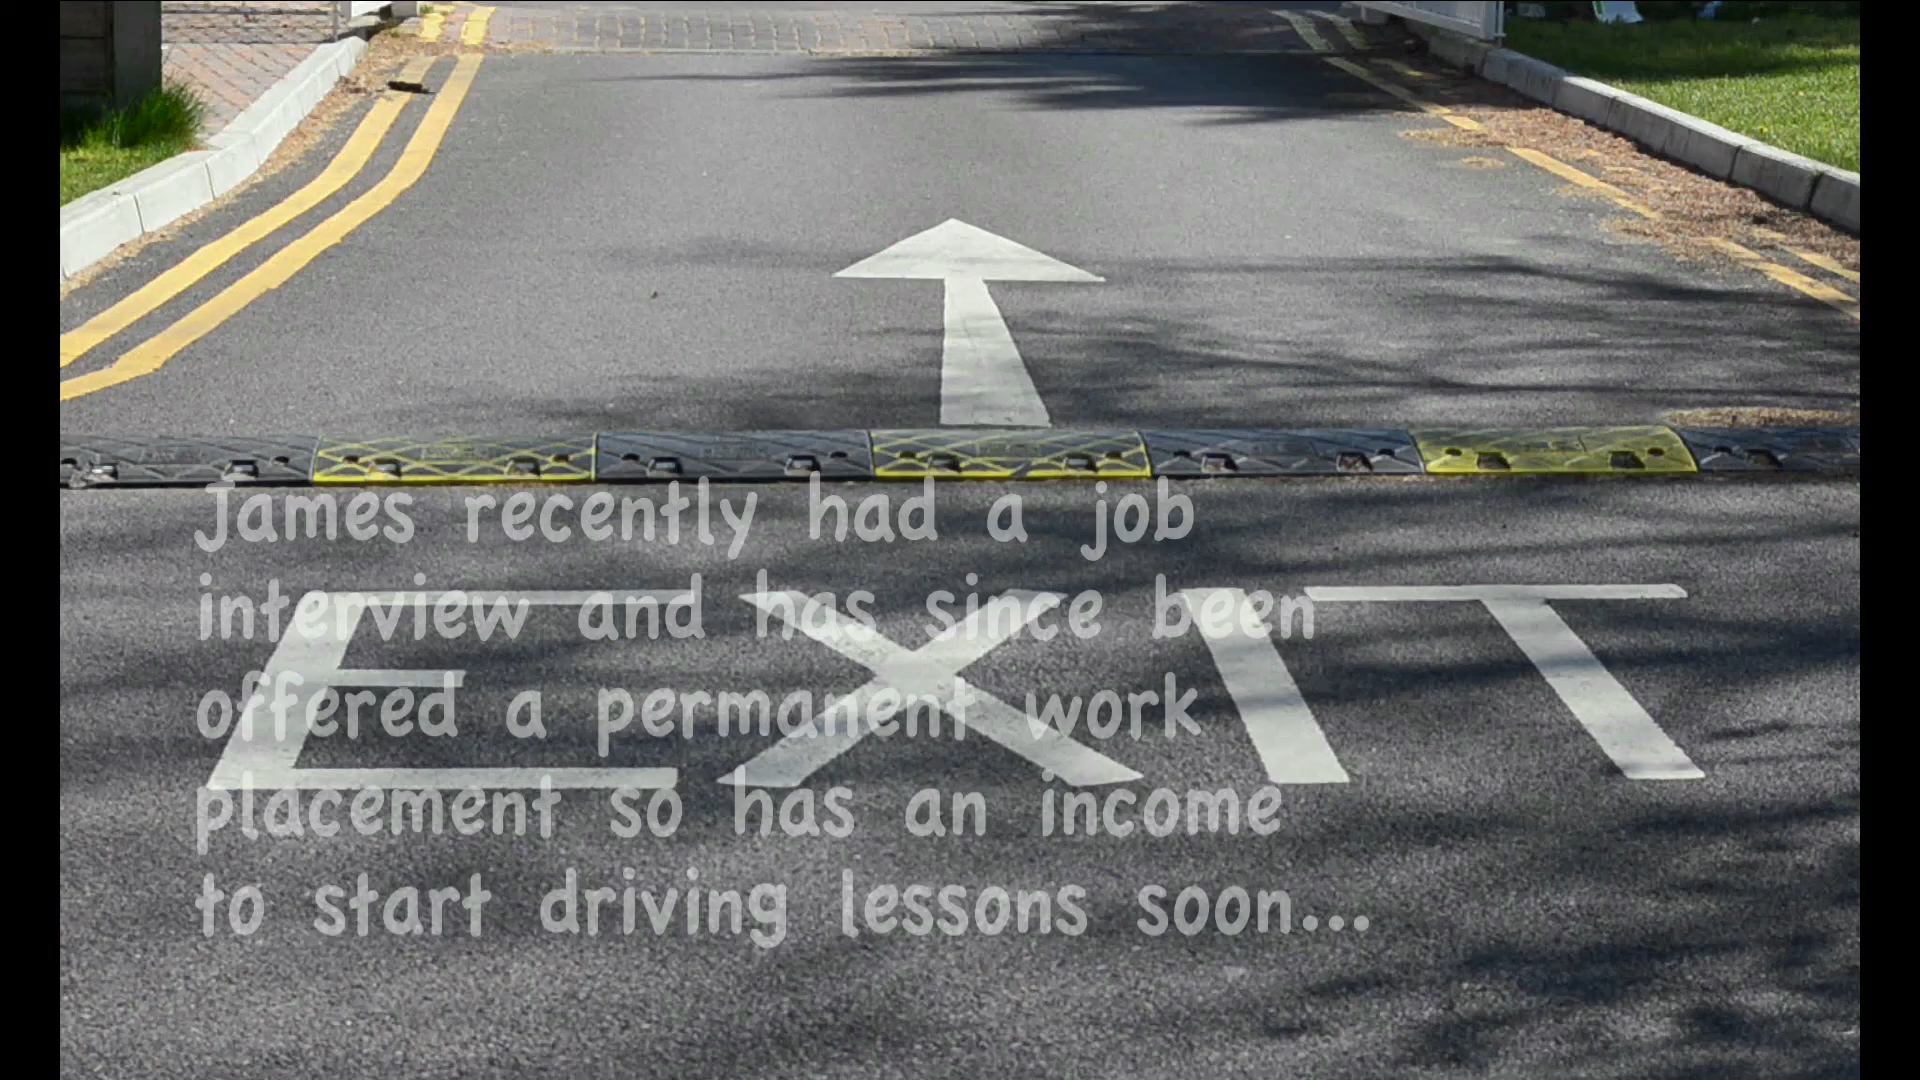 James recently had a job
interview and has since been
offered a permanent work
placement so has an income
to start driving lessons soon...
EXIT